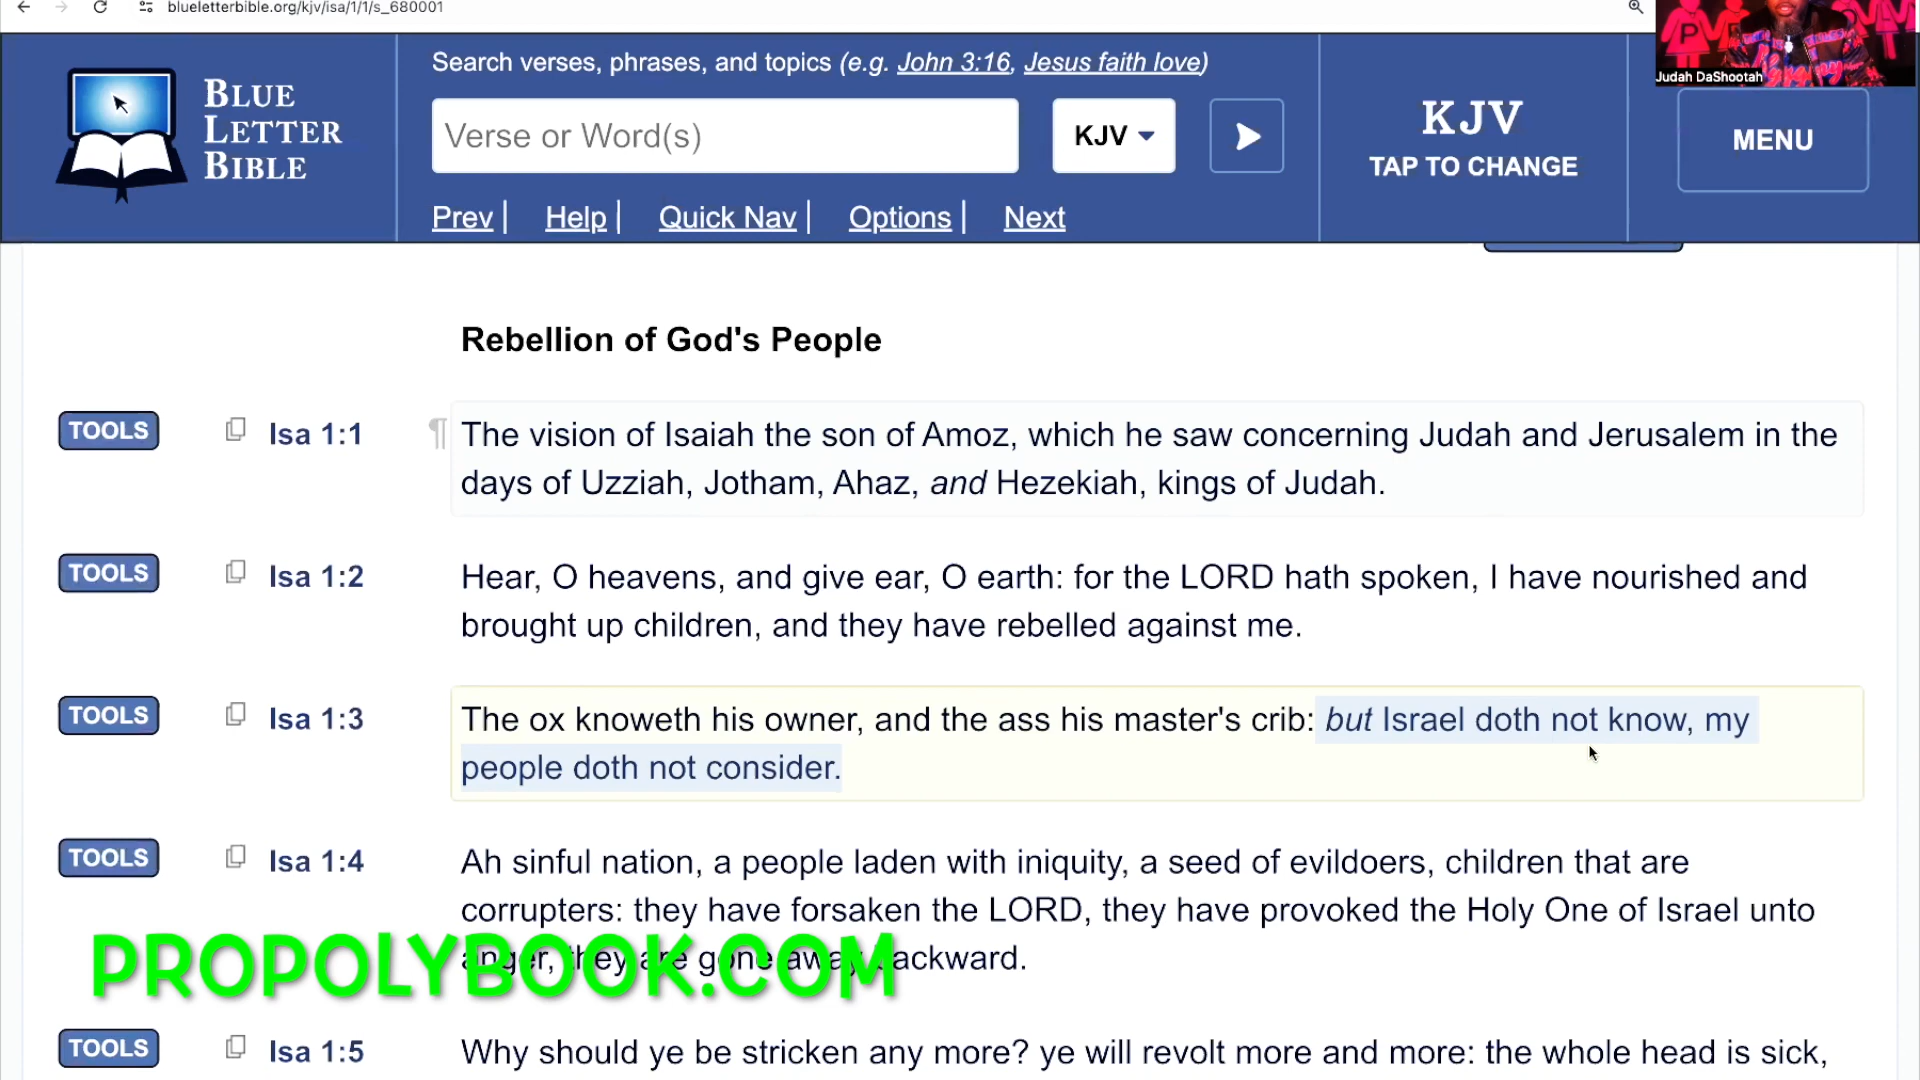 blueletterbible.org/kjv/isa/1/1/s_680001
Judah DaShootah
P
BLUE
LETTER
BIBLE
Search verses, phrases, and topics (e.g. John 3:16, Jesus faith love)
Verse or Word(s)
KJV
KJV
TAP TO CHANGE
MENU
Prev | Help | Quick Nav | Options | Next
Rebellion of God's People
TOOLS Isa 1:1 ¶ The vision of Isaiah the son of Amoz, which he saw concerning Judah and Jerusalem in the
days of Uzziah, Jotham, Ahaz, and Hezekiah, kings of Judah.
TOOLS Isa 1:2 Hear, O heavens, and give ear, O earth: for the LORD hath spoken, I have nourished and
brought up children, and they have rebelled against me.
TOOLS Isa 1:3 The ox knoweth his owner, and the ass his master's crib: but Israel doth not know, my
people doth not consider.
TOOLS Isa 1:4 Ah sinful nation, a people laden with iniquity, a seed of evildoers, children that are
corrupters: they have forsaken the LORD, they have provoked the Holy One of Israel unto
anger, they are gone away backward.
PROPOLYBOOK.COM
TOOLS Isa 1:5 Why should ye be stricken any more? ye will revolt more and more: the whole head is sick,